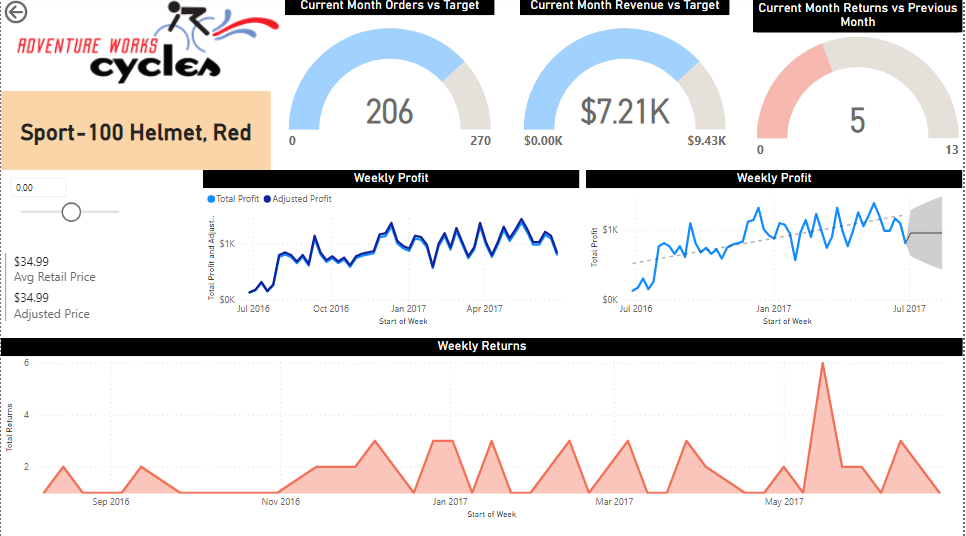 ADVENTURE WORKS
cycles
Current Month Orders vs Target
206
0
270
Current Month Revenue vs Target
$7.21K
$0.00K
$9.43K
Current Month Returns vs Previous
Month
5
0
13
Sport-100 Helmet, Red
0.00
$34.99
Avg Retail Price
$34.99
Adjusted Price
Weekly Profit
Total Profit Adjusted Profit
Total Profit and Adjust...
$1K
$0K
Jul 2016 Oct 2016 Jan 2017 Apr 2017
Start of Week
Weekly Profit
Total Profit
$1K
$0K
Jul 2016 Jan 2017 Jul 2017
Start of Week
Weekly Returns
Total Returns
6
4
2
Sep 2016 Nov 2016 Jan 2017 Mar 2017 May 2017
Start of Week